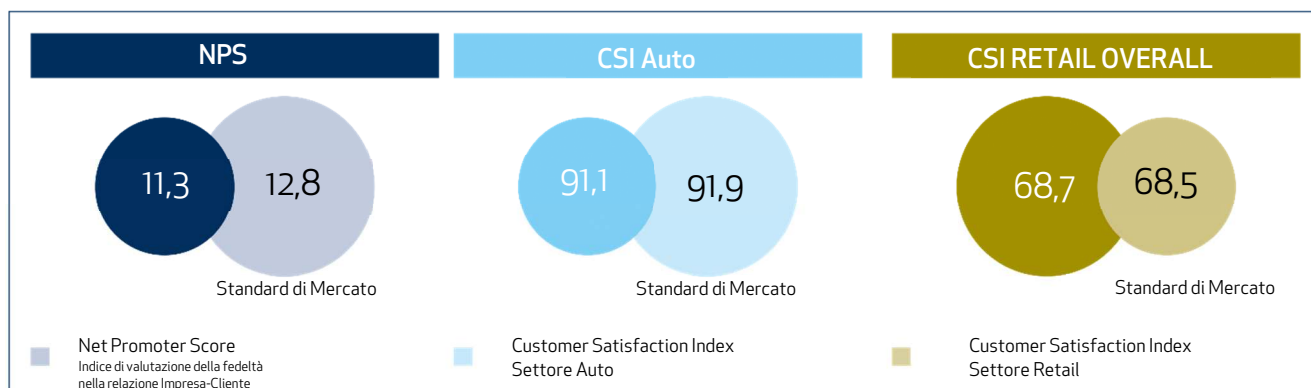 NPS
CSI Auto
CSI RETAIL OVERALL
11,3
12,8
Standard di Mercato
91,1
91,9
Standard di Mercato
68,7
68,5
Standard di Mercato
Net Promoter Score
Indice di valutazione della fedeltà
nella relazione Impresa-Cliente
Customer Satisfaction Index
Settore Auto
Customer Satisfaction Index
Settore Retail